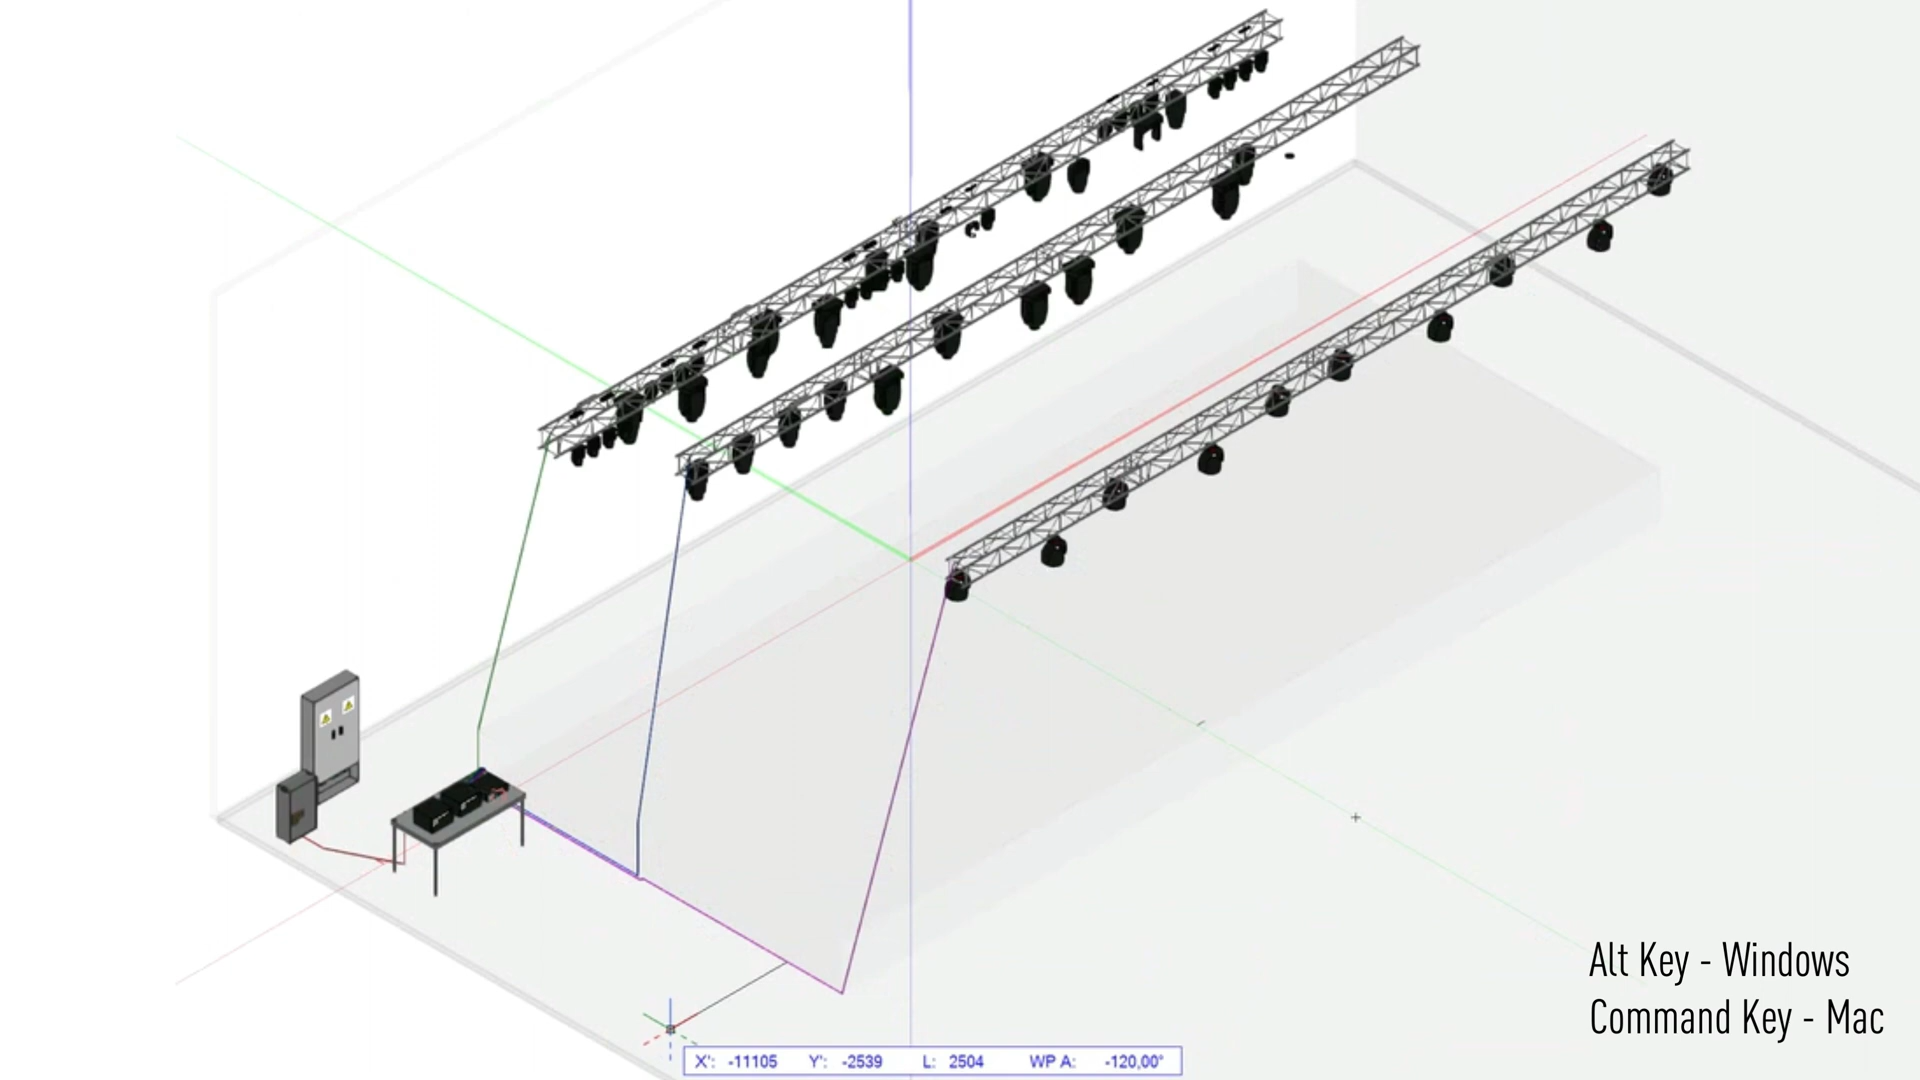 Alt Key - Windows
Command Key - Mac
X': -11105 Y': -2539 L: 2504 WP A: -120,00°